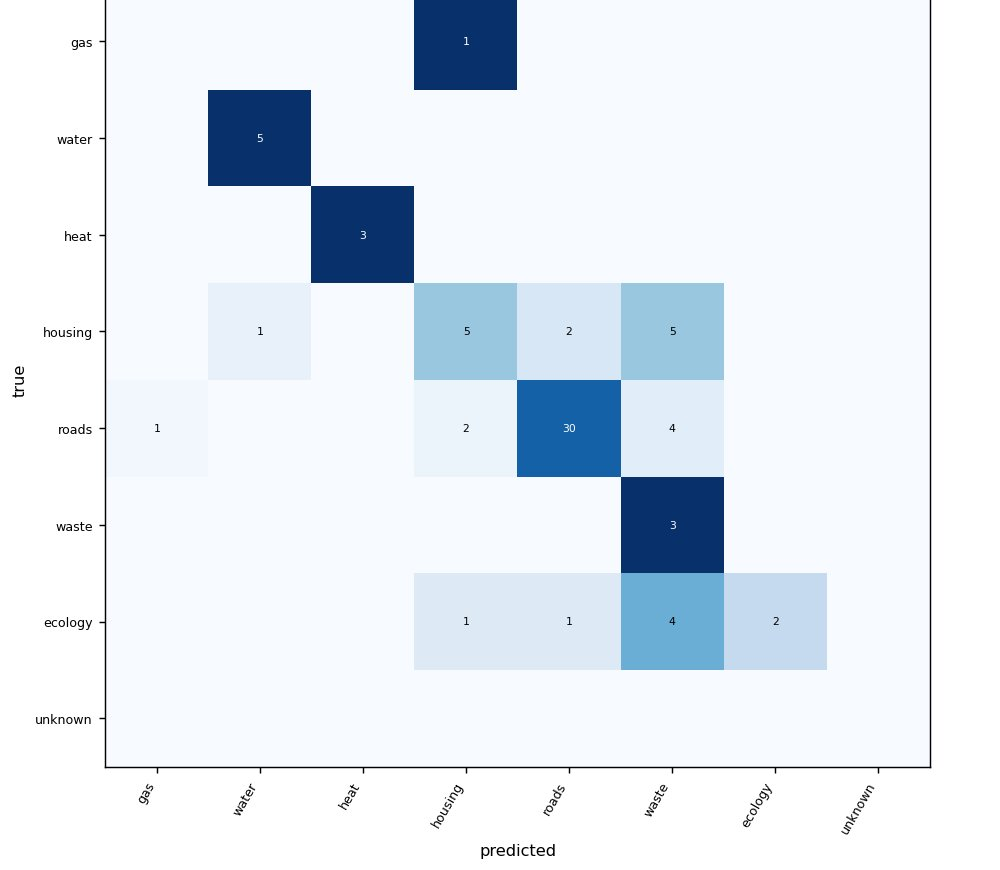 gas 1
water 5
heat 3
housing 1 5 2 5
roads 1 2 30 4
waste 3
ecology 1 1 4 2
unknown
true
gas water heat housing roads waste ecology unknown
predicted